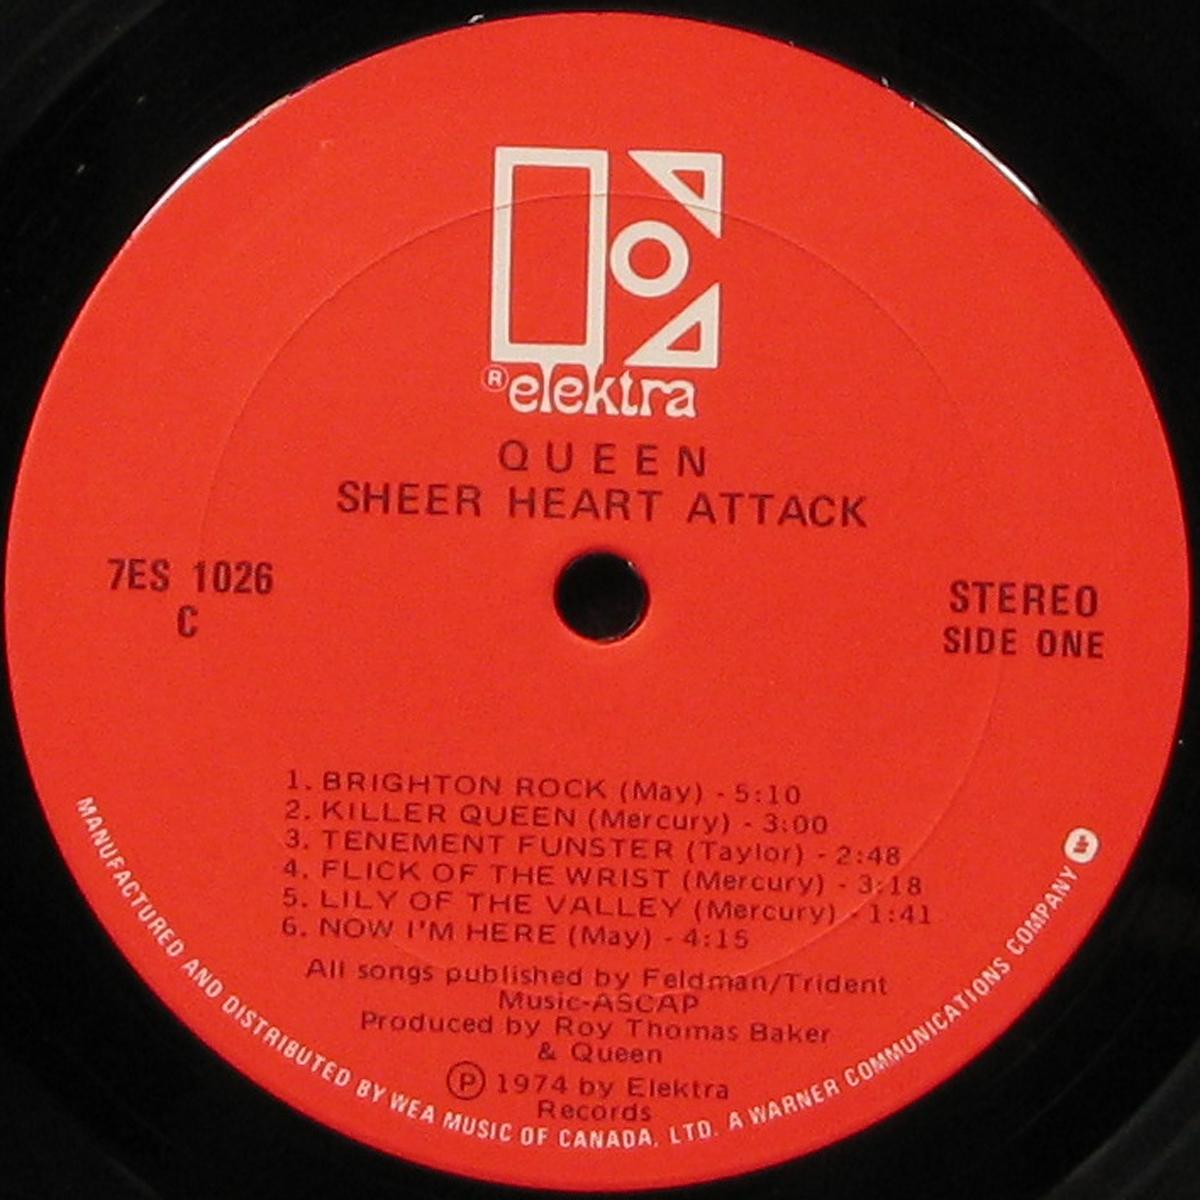 ® elektra
QUEEN
SHEER HEART ATTACK
7ES 1026
C
STEREO
SIDE ONE
1. BRIGHTON ROCK (May) - 5:10
2. KILLER QUEEN (Mercury) - 3:00
3. TENEMENT FUNSTER (Taylor) - 2:48
4. FLICK OF THE WRIST (Mercury) - 3:18
5. LILY OF THE VALLEY (Mercury) - 1:41
6. NOW I'M HERE (May) - 4:15
All songs published by Feldman/Trident
Music-ASCAP
Produced by Roy Thomas Baker
& Queen
Ⓟ 1974 by Elektra
Records
MANUFACTURED AND DISTRIBUTED BY WEA MUSIC OF CANADA, LTD. A WARNER COMMUNICATIONS COMPANY